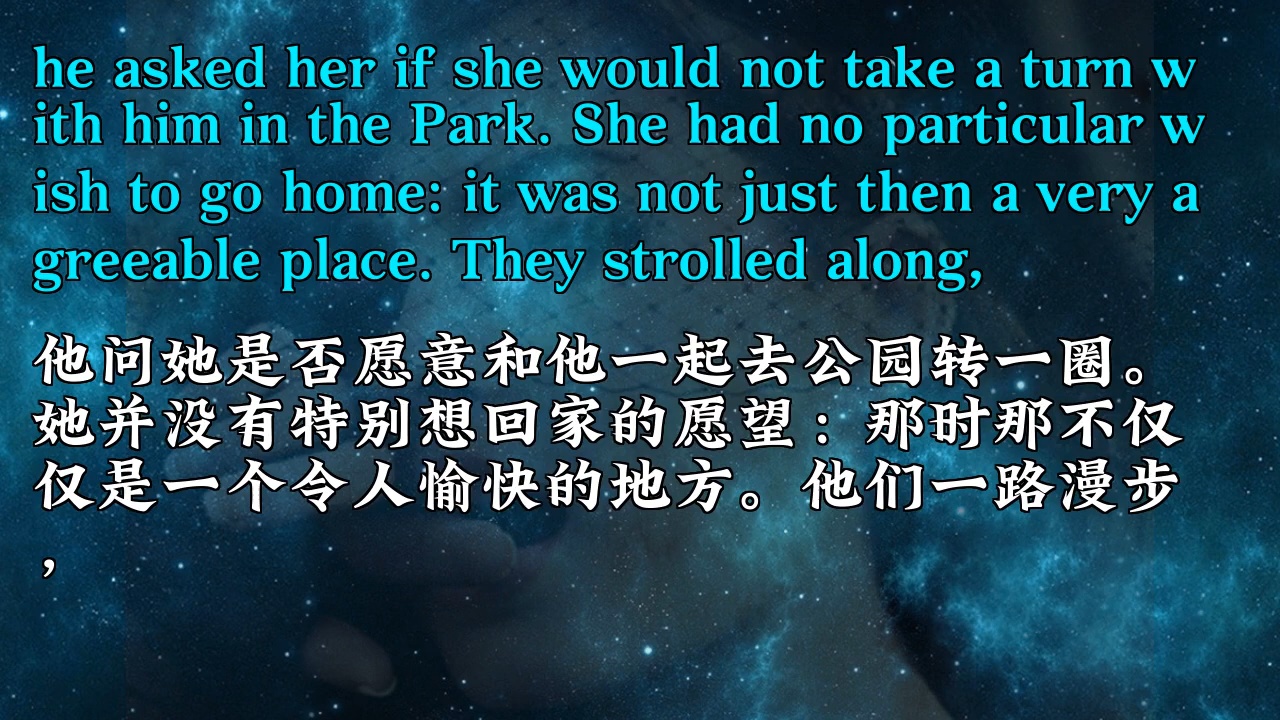 he asked her if she would not take a turn w
ith him in the Park. She had no particular w
ish to go home: it was not just then a very a
greeable place. They strolled along,
他问她是否愿意和他一起去公园转一圈。
她并没有特别想回家的愿望：那时那不仅
仅是一个令人愉快的地方。他们一路漫步
，